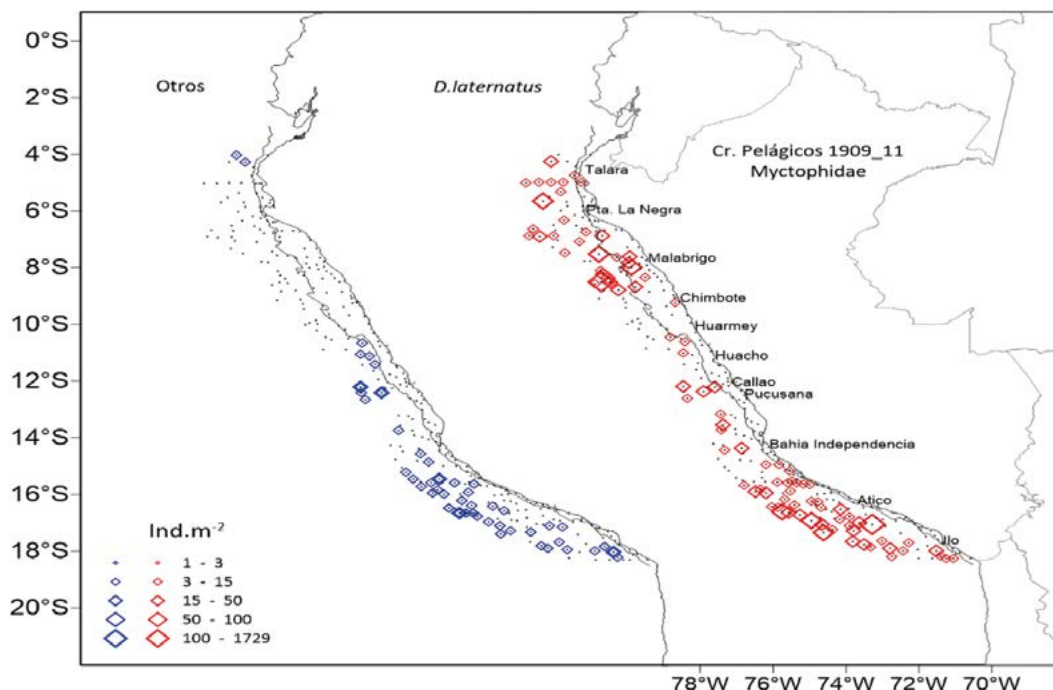 0°S
2°S
4°S
6°S
8°S
10°S
12°S
14°S
16°S
18°S
20°S
Otros
D.laternatus
Cr. Pelágicos 1909_11
Myctophidae
Talara
Pta. La Negra
Malabrigo
Chimbote
Huarmey
Huacho
Callao
Pucusana
Bahia Independencia
Atico
Ilo
Ind.m-2
1 - 3
3 - 15
15 - 50
50 - 100
100 - 1729
78°W 76°W 74°W 72°W 70°W